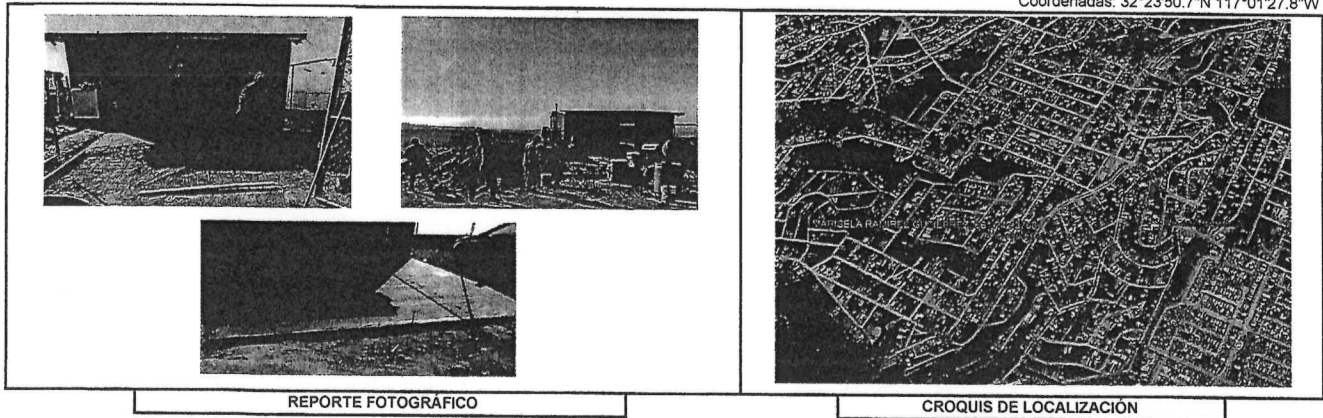 Coordenadas: 32°23'50.7"N 117°01'27.8"W
REPORTE FOTOGRÁFICO
CROQUIS DE LOCALIZACIÓN